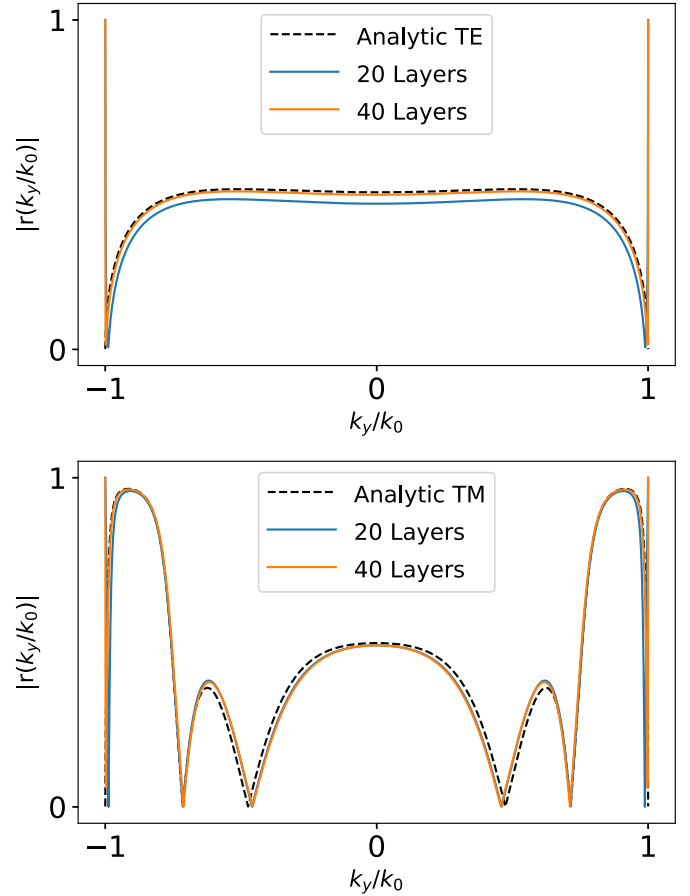 1
Analytic TE
20 Layers
40 Layers
|r(k_y/k_0)|
0
−1 0 1
k_y/k_0
1
Analytic TM
20 Layers
40 Layers
|r(k_y/k_0)|
0
−1 0 1
k_y/k_0